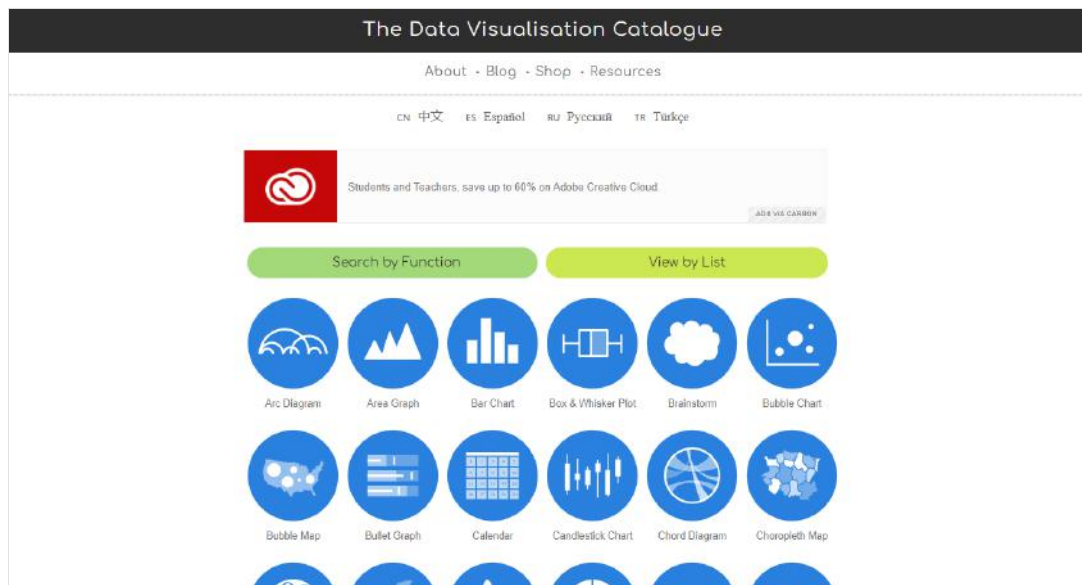 The Data Visualisation Catalogue
About · Blog · Shop · Resources
CN 中文 ES Español RU Русский TR Türkçe
Students and Teachers, save up to 60% on Adobe Creative Cloud.
ADS VIA CARBON
Search by Function View by List
Arc Diagram Area Graph Bar Chart Box & Whisker Plot Brainstorm Bubble Chart
Bubble Map Bullet Graph Calendar Candlestick Chart Chord Diagram Choropleth Map